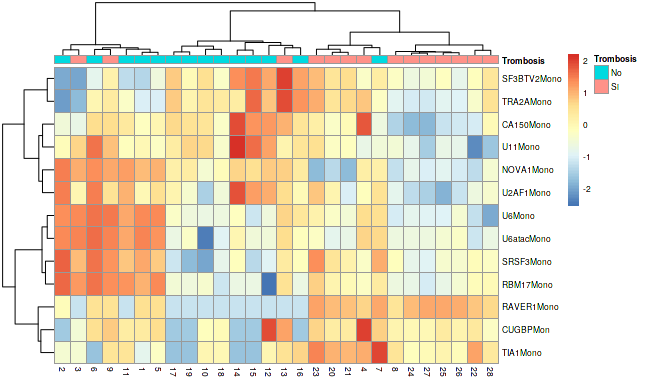 Trombosis
Trombosis
No
SI
SF3BTV2Mono
TRA2AMono
CA150Mono
U11Mono
NOVA1Mono
U2AF1Mono
U6Mono
U6atacMono
SRSF3Mono
RBM17Mono
RAVER1Mono
CUGBPMon
TIA1Mono
2
1
0
-1
-2
2 3 6 9 11 1 5 17 19 10 18 14 15 12 13 16 23 20 21 4 7 8 24 27 25 26 22 28